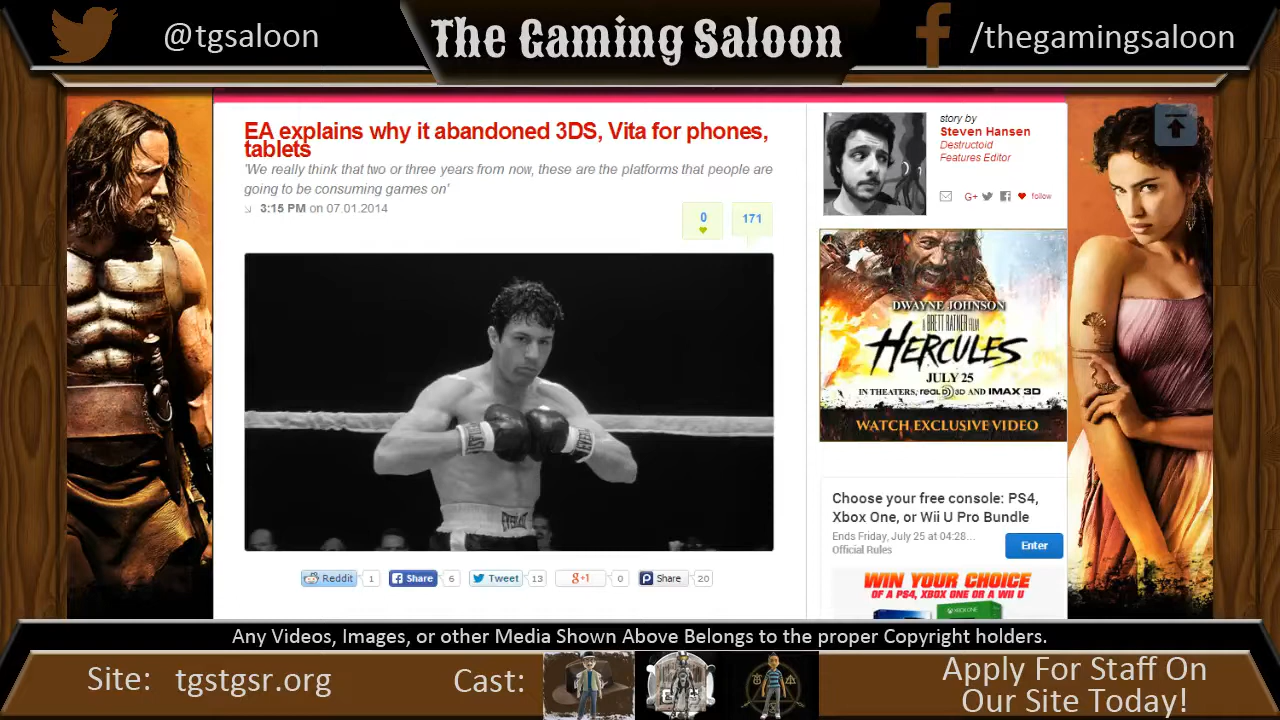 @tgsaloon
The Gaming Saloon
/thegamingsaloon
EA explains why it abandoned 3DS, Vita for phones,
tablets
'We really think that two or three years from now, these are the platforms that people are
going to be consuming games on'
3:15 PM on 07.01.2014
0
171
EVERLAST
Reddit 1
Share 6
Tweet 13
g+1 0
Share 20
story by
Steven Hansen
Destructoid
Features Editor
G+
follow
DWAYNE JOHNSON
A BRETT RATNER FILM
HERCULES
JULY 25
IN THEATERS, REAL D 3D AND IMAX 3D
WATCH EXCLUSIVE VIDEO
Choose your free console: PS4,
Xbox One, or Wii U Pro Bundle
Ends Friday, July 25 at 04:28...
Official Rules
Enter
WIN YOUR CHOICE
OF A PS4, XBOX ONE OR A WII U
XBOX ONE
Any Videos, Images, or other Media Shown Above Belongs to the proper Copyright holders.
Site: tgstgsr.org
Cast:
Apply For Staff On
Our Site Today!